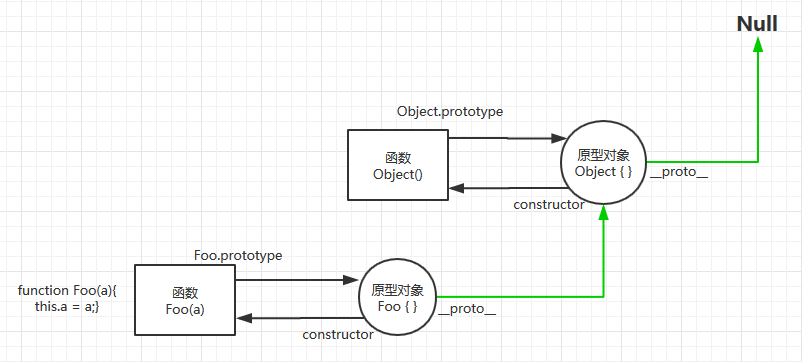 Null
Object.prototype
函数
Object()
原型对象
Object { }
__proto__
constructor
Foo.prototype
function Foo(a){
this.a = a;}
函数
Foo(a)
原型对象
Foo { }
__proto__
constructor